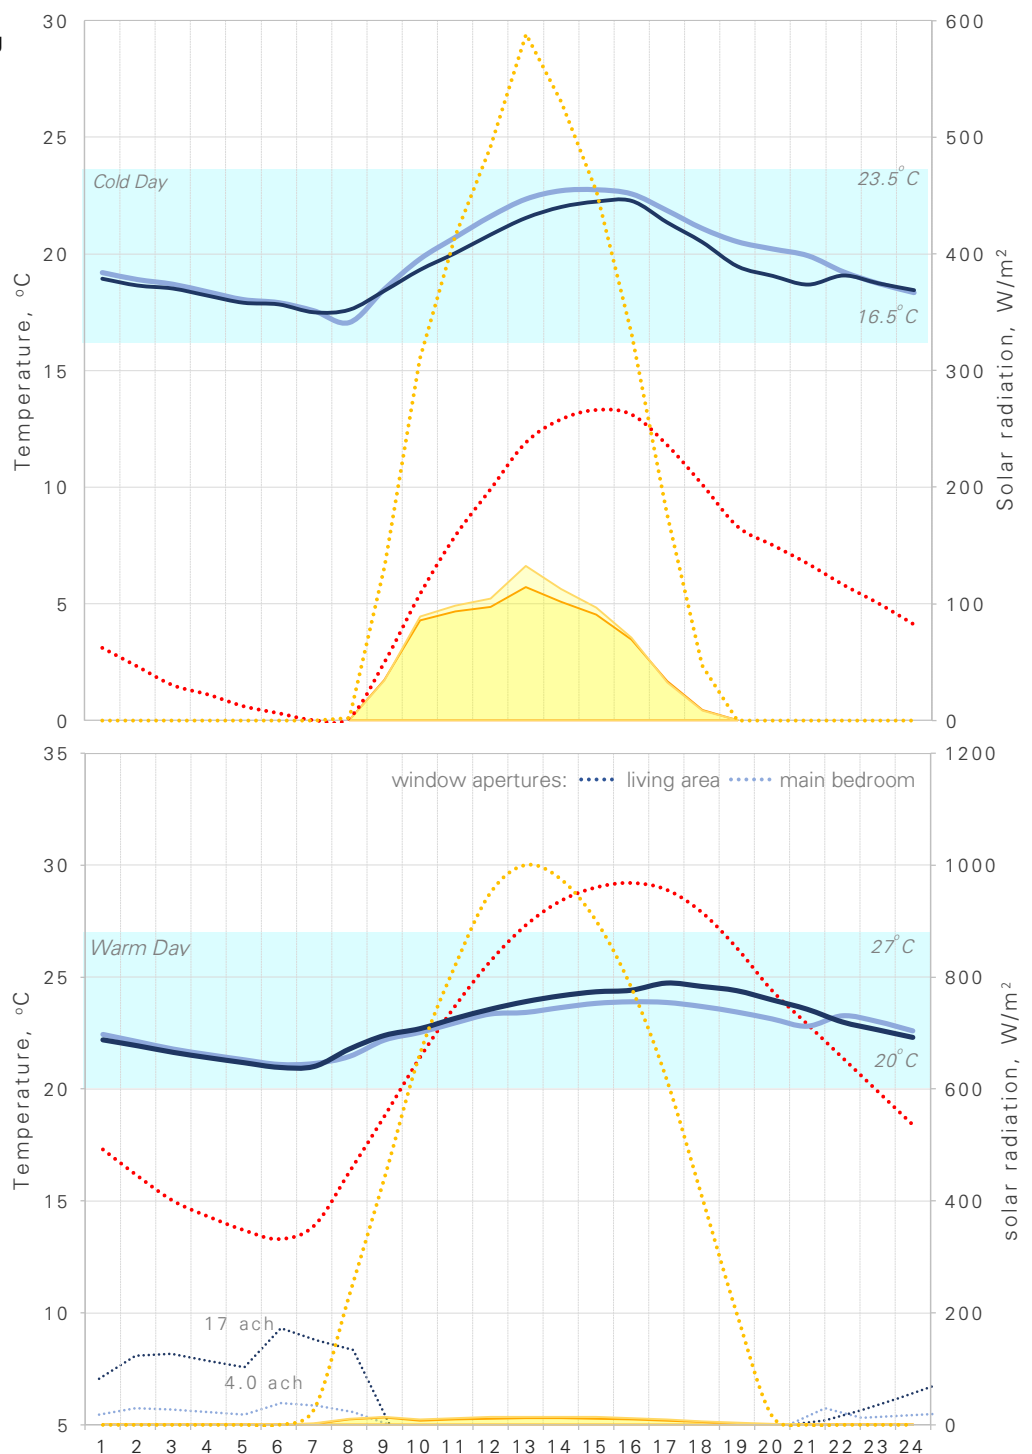 30
25
20
15
10
5
0
Temperature, °C
600
500
400
300
200
100
0
Solar radiation, W/m²
Cold Day
23.5°C
16.5°C
35
30
25
20
15
10
5
Temperature, °C
1200
1000
800
600
400
200
0
solar radiation, W/m²
window apertures: living area main bedroom
Warm Day
27°C
20°C
17 ach
4.0 ach
1 2 3 4 5 6 7 8 9 10 11 12 13 14 15 16 17 18 19 20 21 22 23 24